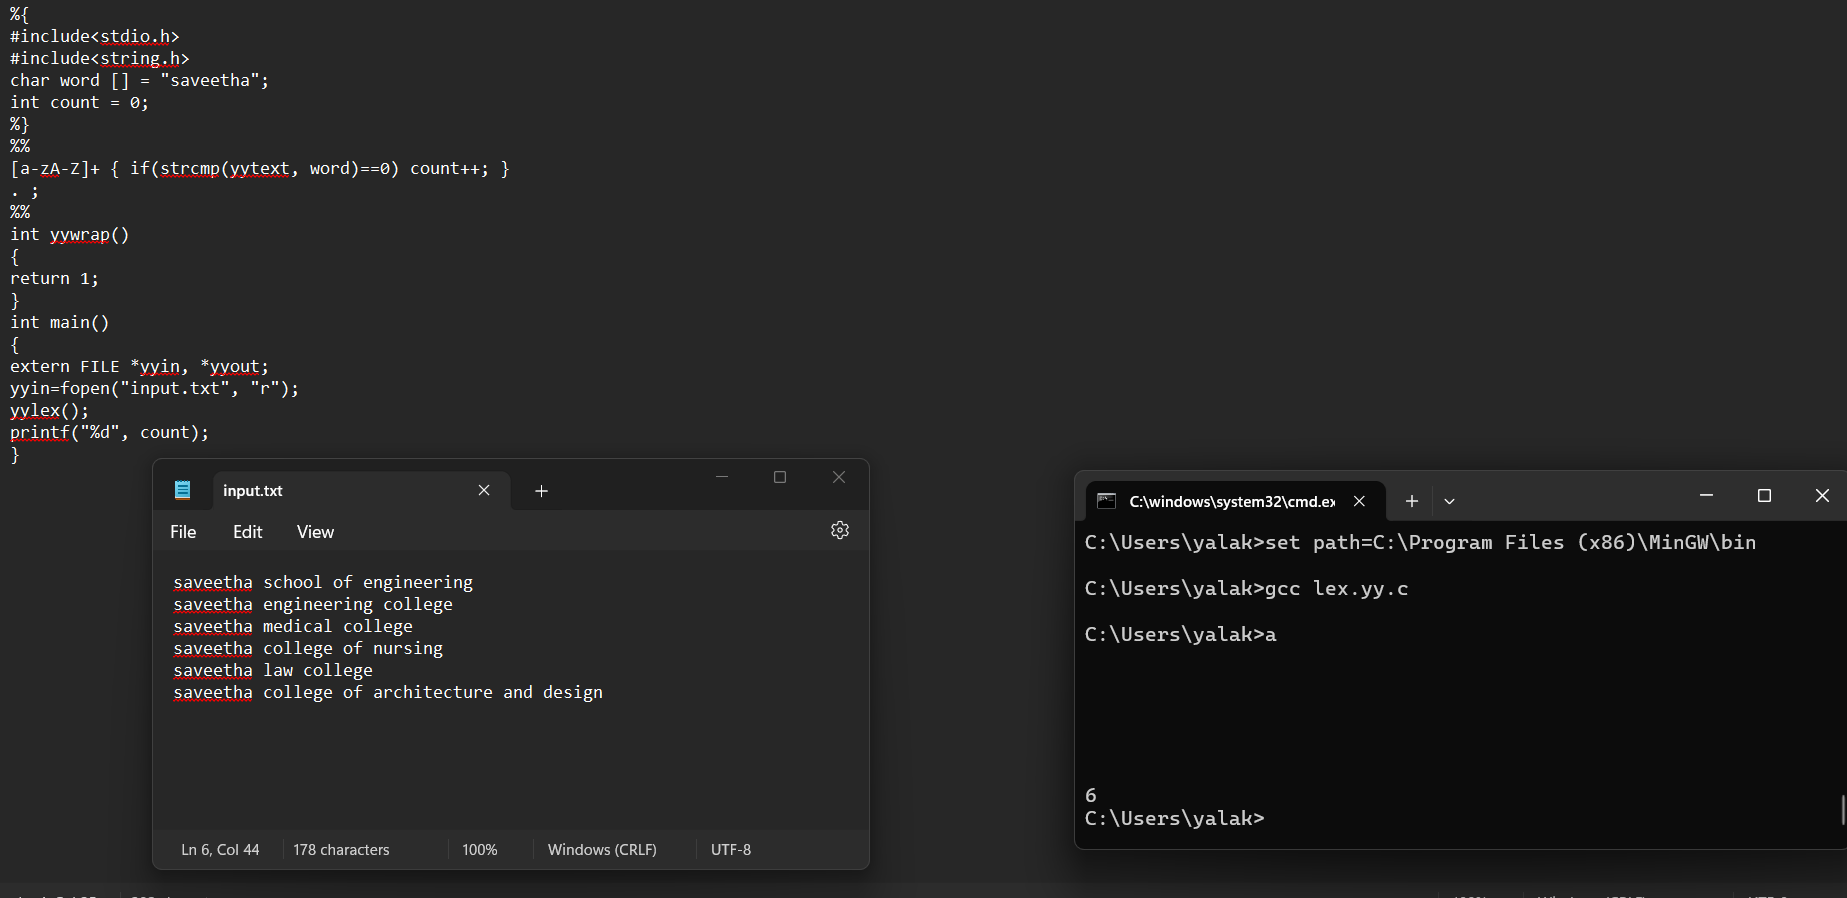 %{
#include<stdio.h>
#include<string.h>
char word [] = "saveetha";
int count = 0;
%}
%%
[a-zA-Z]+ { if(strcmp(yytext, word)==0) count++; }
. ;
%%
int yywrap()
{
return 1;
}
int main()
{
extern FILE *yyin, *yyout;
yyin=fopen("input.txt", "r");
yylex();
printf("%d", count);
}
input.txt
File Edit View
saveetha school of engineering
saveetha engineering college
saveetha medical college
saveetha college of nursing
saveetha law college
saveetha college of architecture and design
Ln 6, Col 44 178 characters 100% Windows (CRLF) UTF-8
C:\windows\system32\cmd.ex
C:\Users\yalak>set path=C:\Program Files (x86)\MinGW\bin
C:\Users\yalak>gcc lex.yy.c
C:\Users\yalak>a
6
C:\Users\yalak>